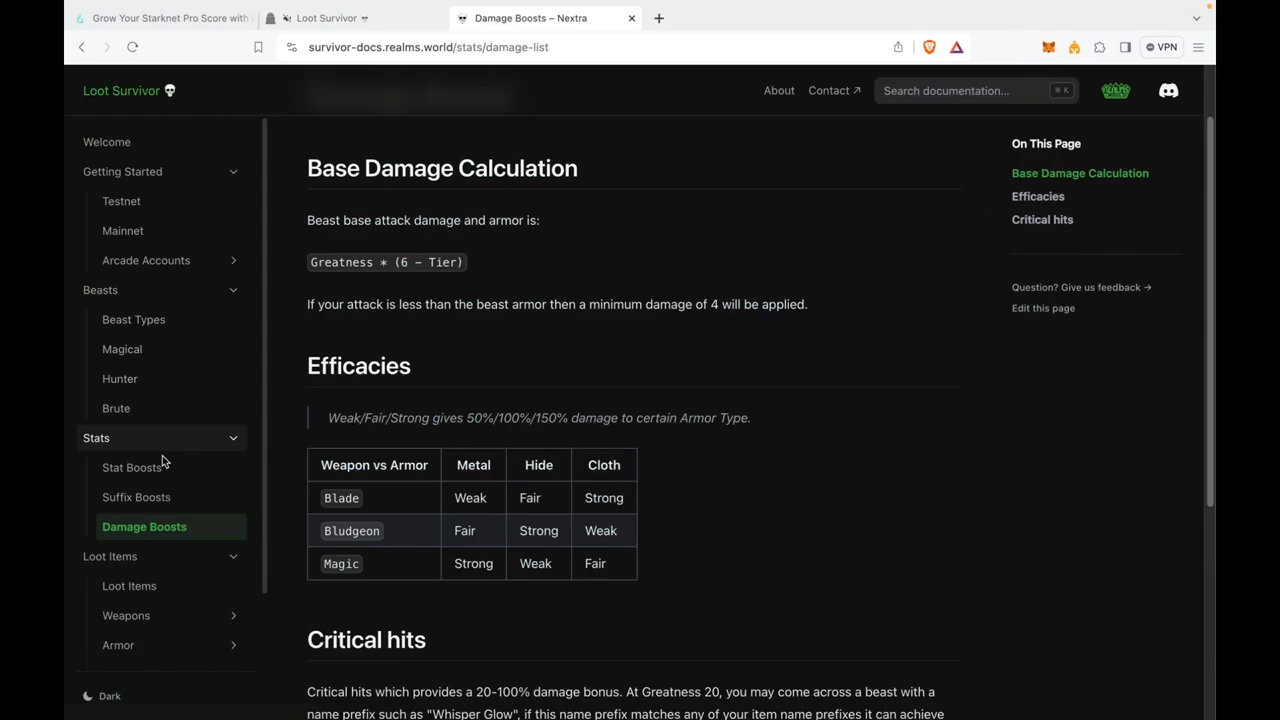 Grow Your Starknet Pro Score with
Loot Survivor 💀
Damage Boosts – Nextra
survivor-docs.realms.world/stats/damage-list
VPN
Loot Survivor 💀
About
Contact ↗
Search documentation...
⌘ K
Welcome
Getting Started
Testnet
Mainnet
Arcade Accounts
Beasts
Beast Types
Magical
Hunter
Brute
Stats
Stat Boosts
Suffix Boosts
Damage Boosts
Loot Items
Loot Items
Weapons
Armor
Dark
Base Damage Calculation
Beast base attack damage and armor is:
Greatness * (6 – Tier)
If your attack is less than the beast armor then a minimum damage of 4 will be applied.
Efficacies
Weak/Fair/Strong gives 50%/100%/150% damage to certain Armor Type.
Weapon vs Armor Metal Hide Cloth
Blade Weak Fair Strong
Bludgeon Fair Strong Weak
Magic Strong Weak Fair
Critical hits
Critical hits which provides a 20-100% damage bonus. At Greatness 20, you may come across a beast with a
name prefix such as "Whisper Glow", if this name prefix matches any of your item name prefixes it can achieve
On This Page
Base Damage Calculation
Efficacies
Critical hits
Question? Give us feedback →
Edit this page